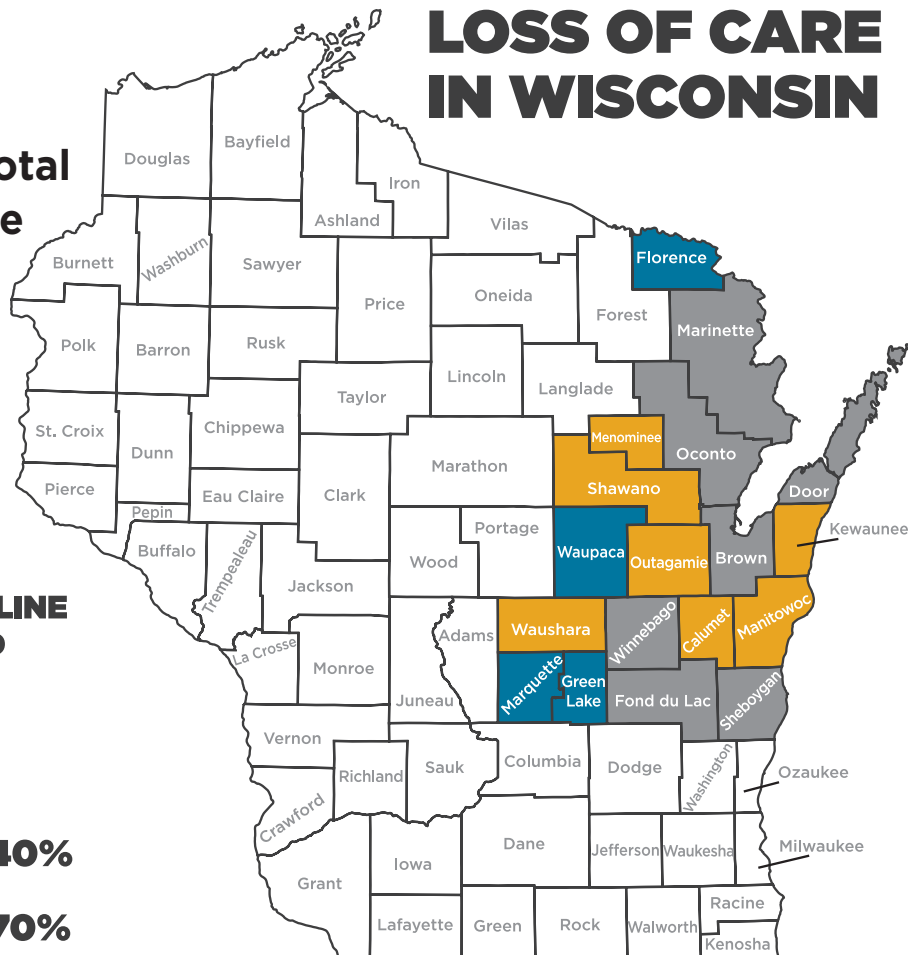 LOSS OF CARE
IN WISCONSIN
otal
e
Douglas
Bayfield
Iron
Ashland
Vilas
Burnett
Washburn
Sawyer
Florence
Price
Oneida
Forest
Marinette
Polk
Barron
Rusk
Lincoln
Langlade
Taylor
St. Croix
Chippewa
Menominee
Dunn
Marathon
Oconto
Pierce
Eau Claire
Clark
Shawano
Door
Pepin
Portage
Kewaunee
Buffalo
Trempealeau
Wood
Waupaca
Outagamie
Brown
Jackson
LINE
Adams
Waushara
Winnebago
Calumet
Manitowoc
La Crosse
Monroe
Juneau
Marquette
Green
Lake
Fond du Lac
Sheboygan
Vernon
Richland
Sauk
Columbia
Dodge
Washington
Ozaukee
Crawford
40%
Iowa
Dane
Jefferson
Waukesha
Milwaukee
Grant
70%
Lafayette
Green
Rock
Walworth
Racine
Kenosha